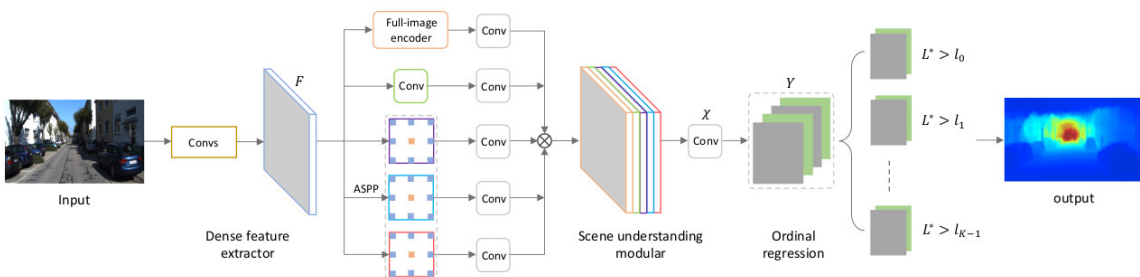 Input
Convs
F
Dense feature
extractor
Full-image
encoder
Conv
Conv
Conv
Conv
ASPP
Conv
Conv
Scene understanding
modular
χ
Conv
Y
Ordinal
regression
L* > l₀
L* > l₁
L* > l_{K−1}
output